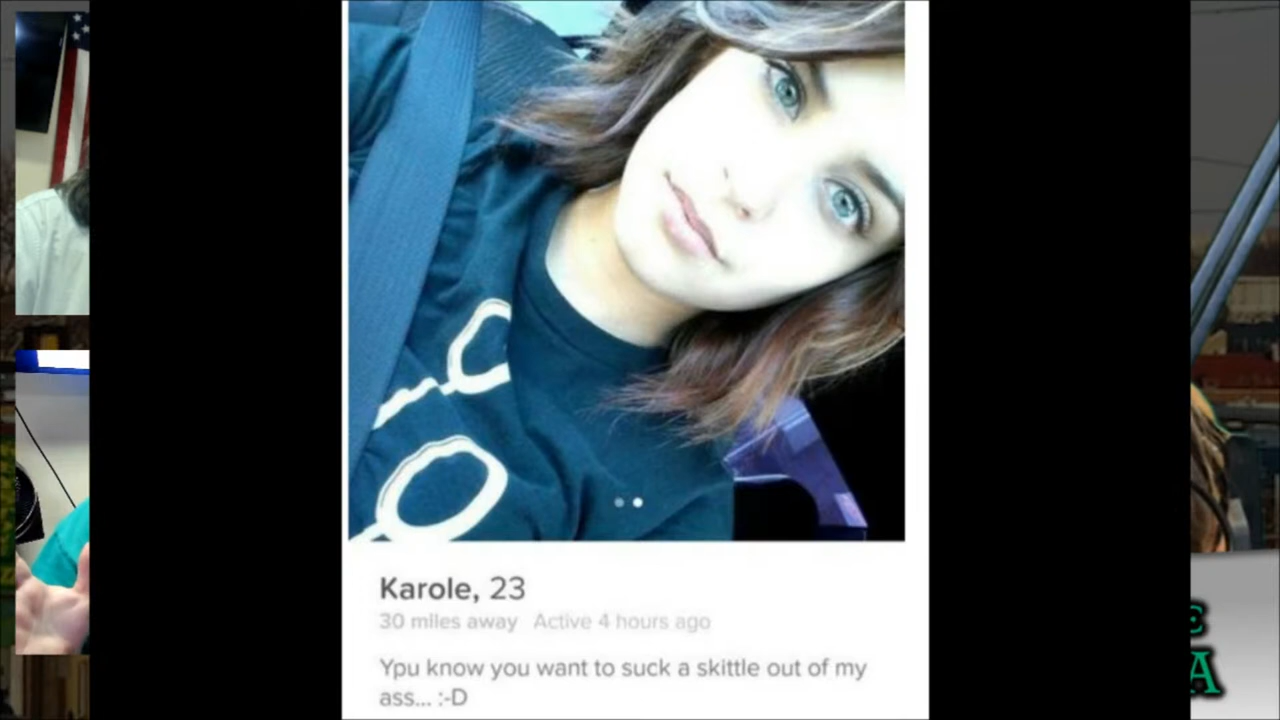 Karole, 23
30 miles away Active 4 hours ago
Ypu know you want to suck a skittle out of my
ass... :-D